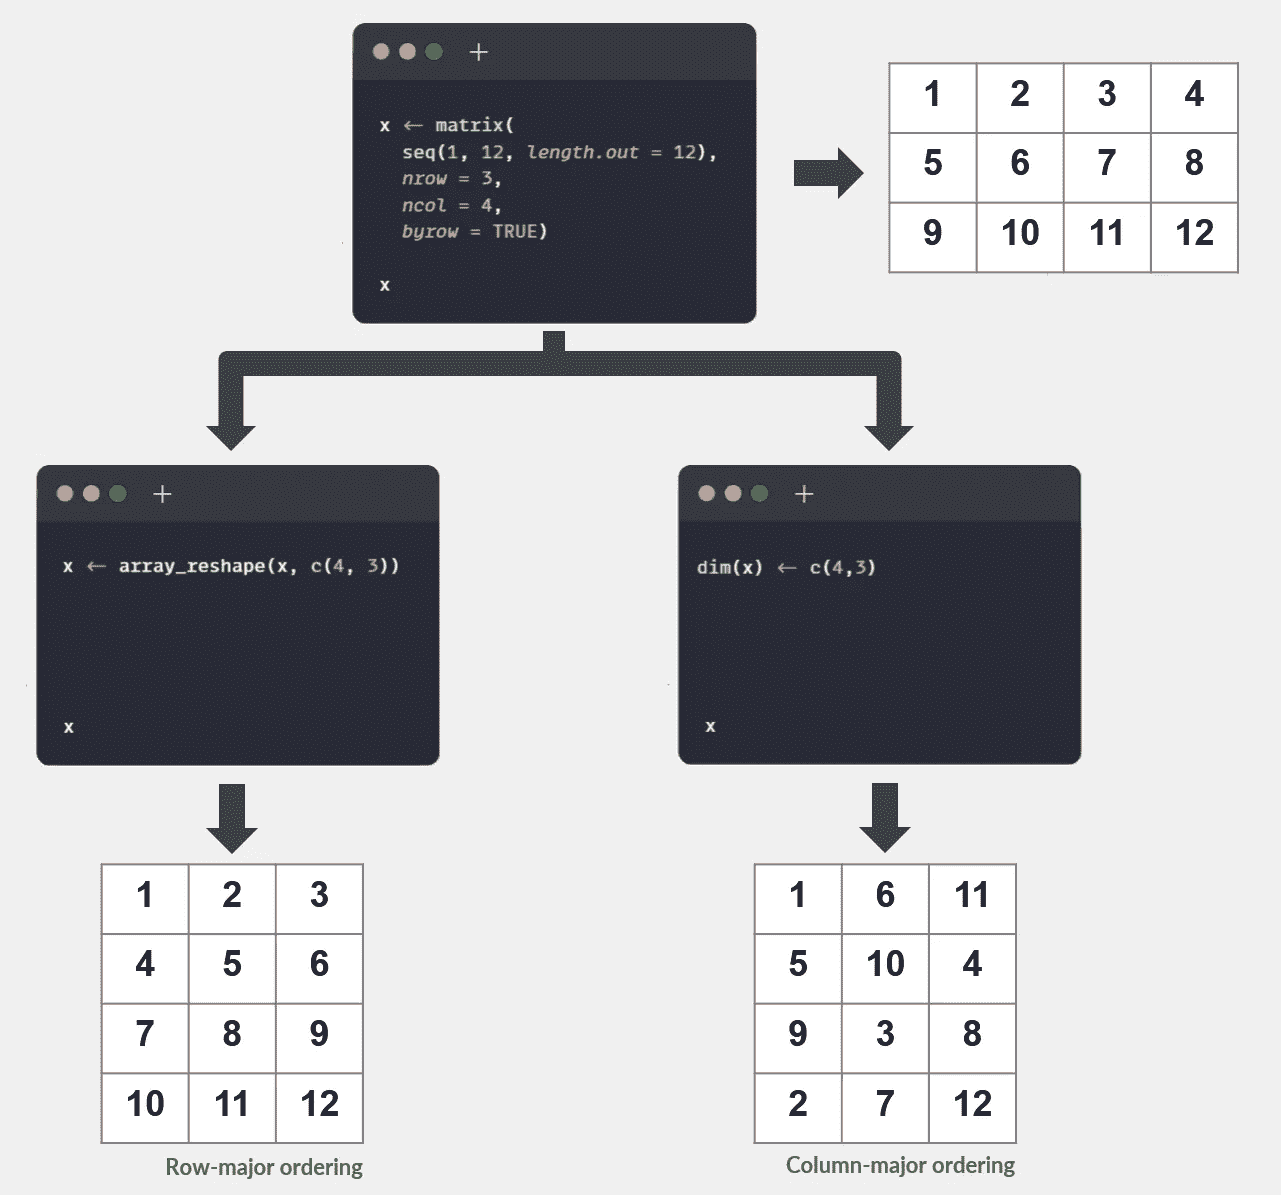 x ← matrix(
seq(1, 12, length.out = 12),
nrow = 3,
ncol = 4,
byrow = TRUE)
x
1 2 3 4
5 6 7 8
9 10 11 12
x ← array_reshape(x, c(4, 3))
x
dim(x) ← c(4,3)
x
1 2 3
4 5 6
7 8 9
10 11 12
Row-major ordering
1 6 11
5 10 4
9 3 8
2 7 12
Column-major ordering